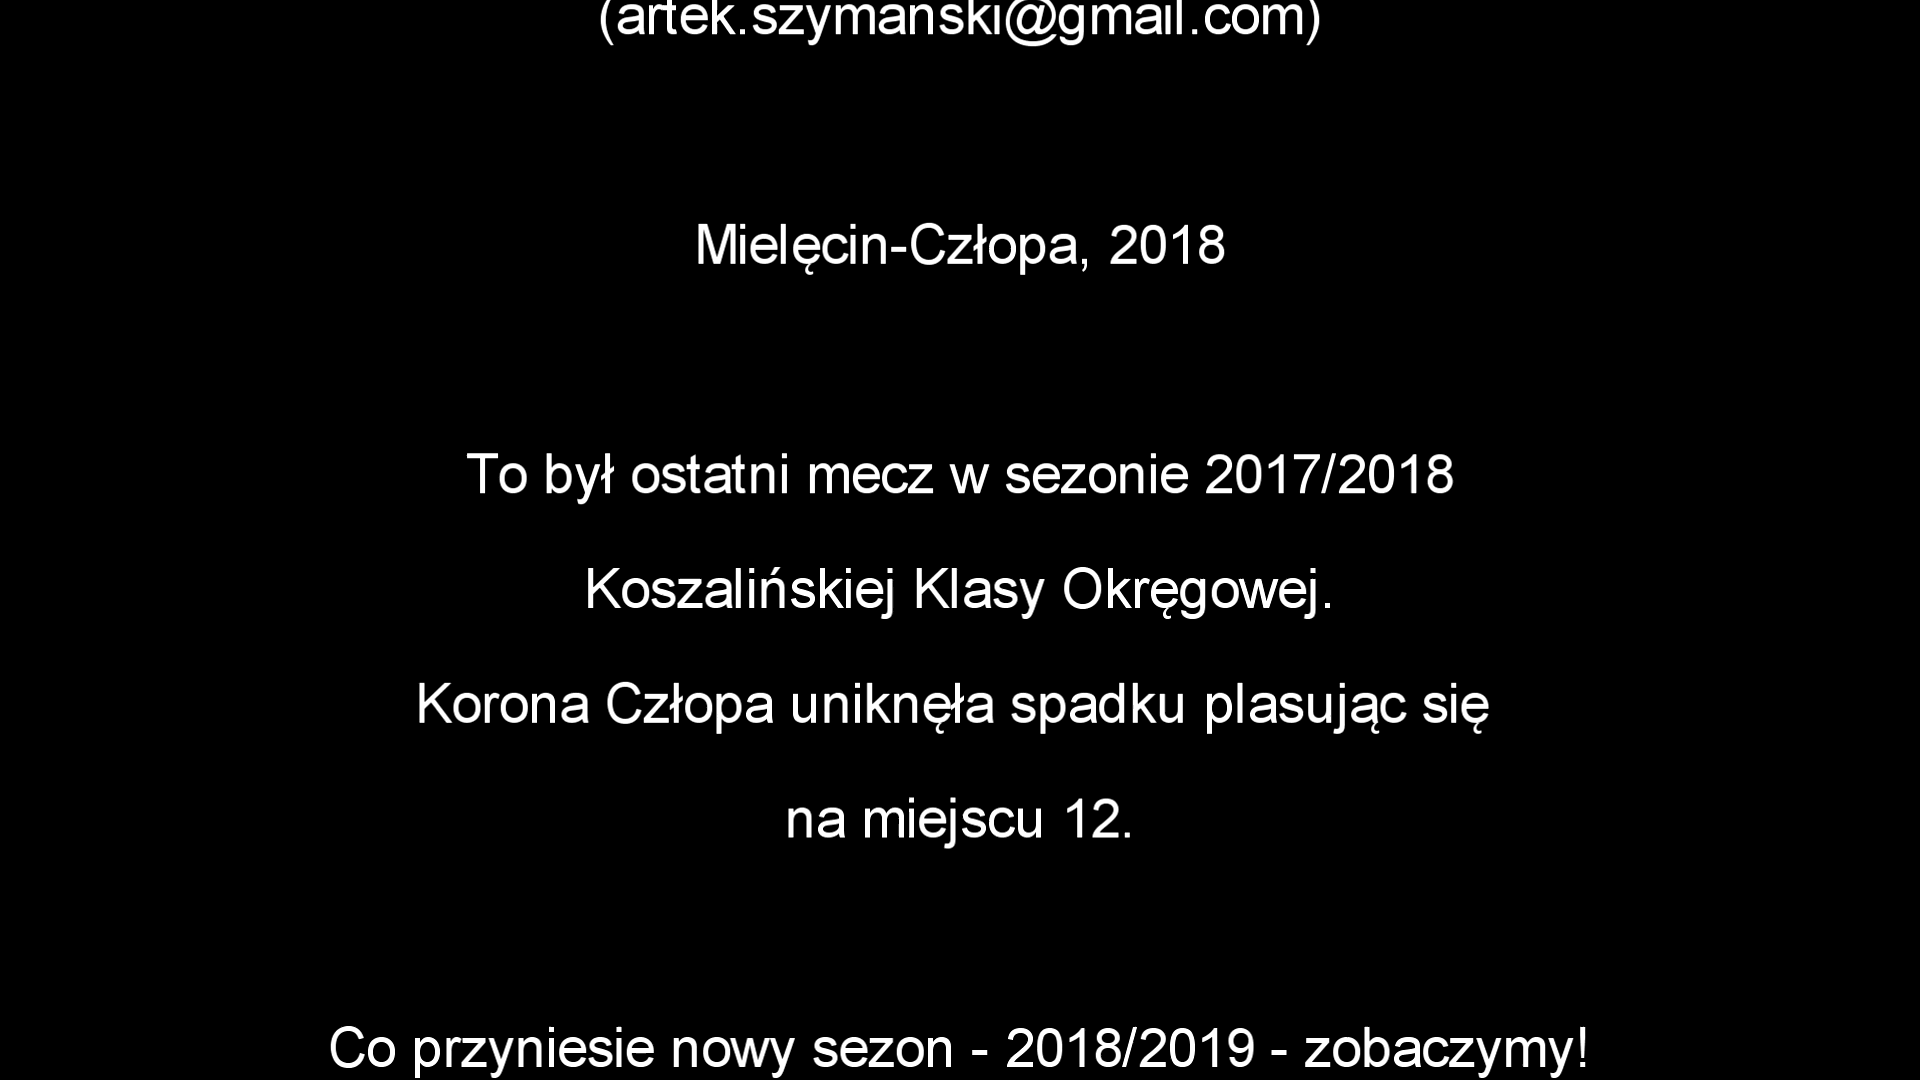 (artek.szymanski@gmail.com)
Mielęcin-Człopa, 2018
To był ostatni mecz w sezonie 2017/2018
Koszalińskiej Klasy Okręgowej.
Korona Człopa uniknęła spadku plasując się
na miejscu 12.
Co przyniesie nowy sezon - 2018/2019 - zobaczymy!